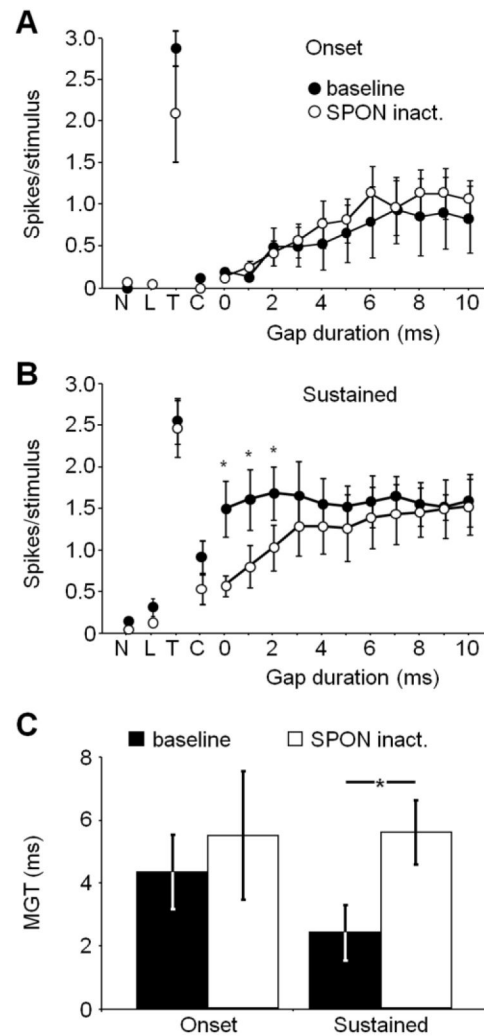 A
Onset
baseline
SPON inact.
Spikes/stimulus
3.0
2.5
2.0
1.5
1.0
0.5
0
N L T C 0 2 4 6 8 10
Gap duration (ms)
B
Sustained
Spikes/stimulus
3.0
2.5
2.0
1.5
1.0
0.5
0
* * *
N L T C 0 2 4 6 8 10
Gap duration (ms)
C
baseline SPON inact.
MGT (ms)
8
6
4
2
0
*
Onset Sustained